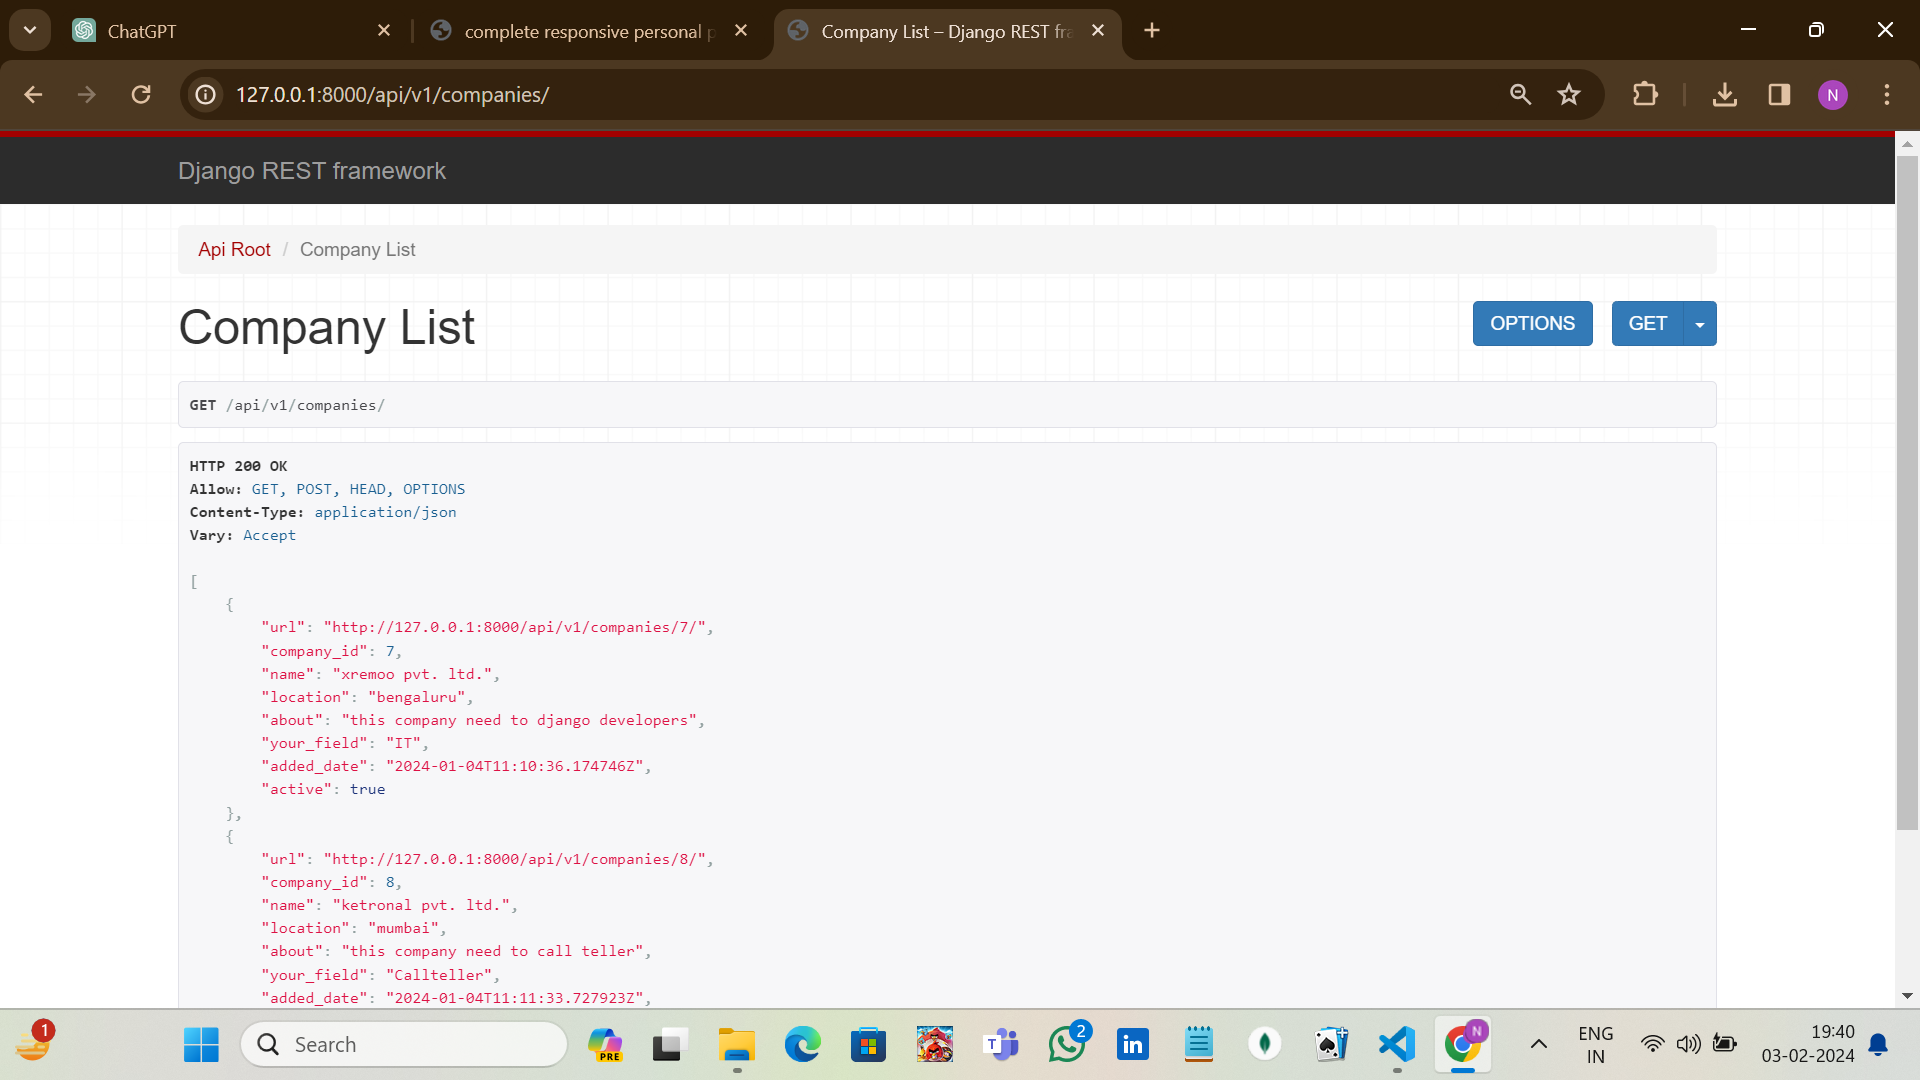 ChatGPT
complete responsive personal p
Company List – Django REST fra
127.0.0.1:8000/api/v1/companies/
N
Django REST framework
Api Root / Company List
Company List
OPTIONS
GET
GET /api/v1/companies/
HTTP 200 OK
Allow: GET, POST, HEAD, OPTIONS
Content-Type: application/json
Vary: Accept
[
{
"url": "http://127.0.0.1:8000/api/v1/companies/7/",
"company_id": 7,
"name": "xremoo pvt. ltd.",
"location": "bengaluru",
"about": "this company need to django developers",
"your_field": "IT",
"added_date": "2024-01-04T11:10:36.174746Z",
"active": true
},
{
"url": "http://127.0.0.1:8000/api/v1/companies/8/",
"company_id": 8,
"name": "ketronal pvt. ltd.",
"location": "mumbai",
"about": "this company need to call teller",
"your_field": "Callteller",
"added_date": "2024-01-04T11:11:33.727923Z",
1
Search
PRE
T
2
in
N
ENG
IN
19:40
03-02-2024